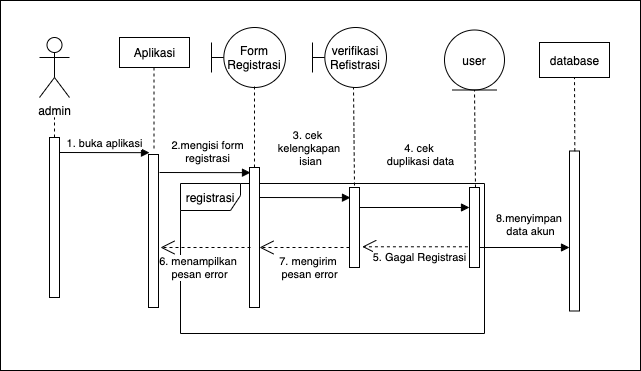 admin
Aplikasi
Form
Registrasi
verifikasi
Refistrasi
user
database
1. buka aplikasi
2.mengisi form
registrasi
3. cek
kelengkapan
isian
4. cek
duplikasi data
registrasi
8.menyimpan
data akun
5. Gagal Registrasi
7. mengirim
pesan error
6. menampilkan
pesan error